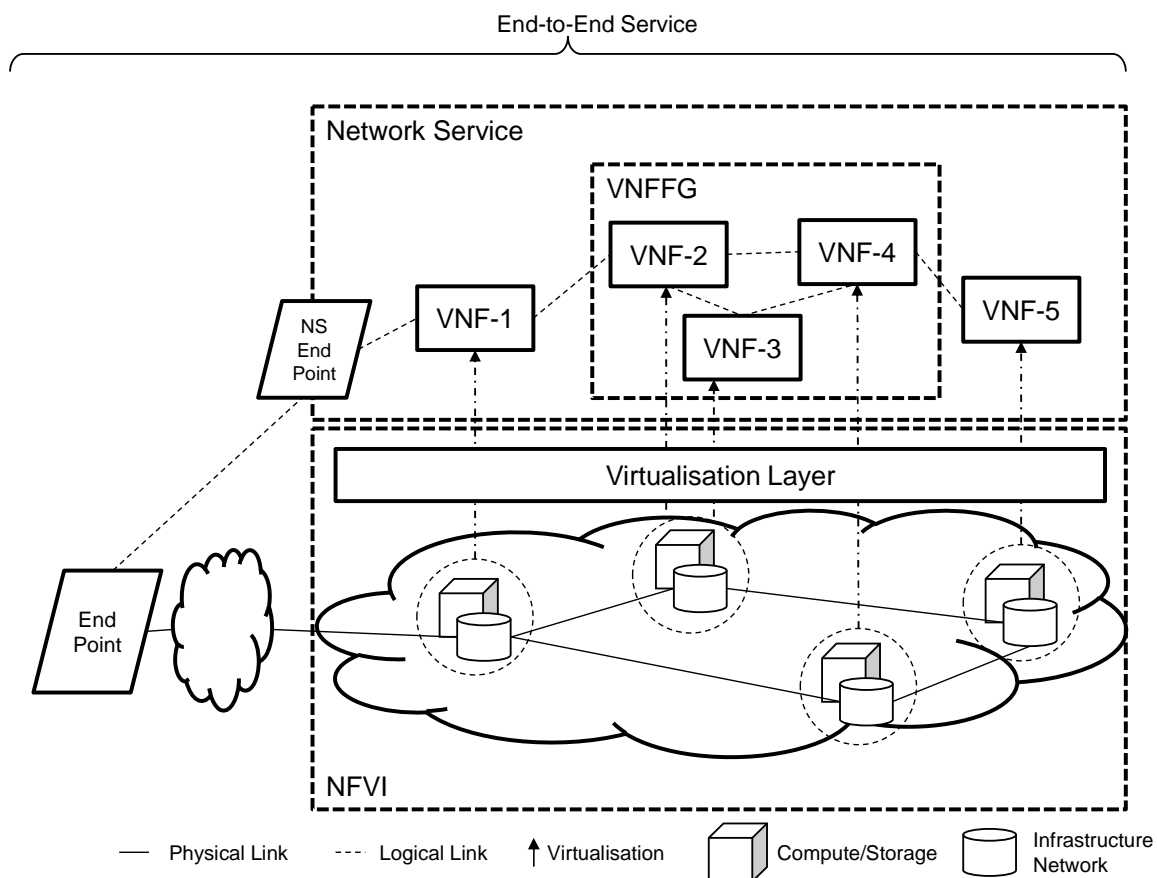 End-to-End Service
Network Service
VNFFG
VNF-2
VNF-4
VNF-1
VNF-5
VNF-3
NS
End
Point
Virtualisation Layer
End
Point
NFVI
Physical Link
Logical Link
Virtualisation
Compute/Storage
Infrastructure
Network